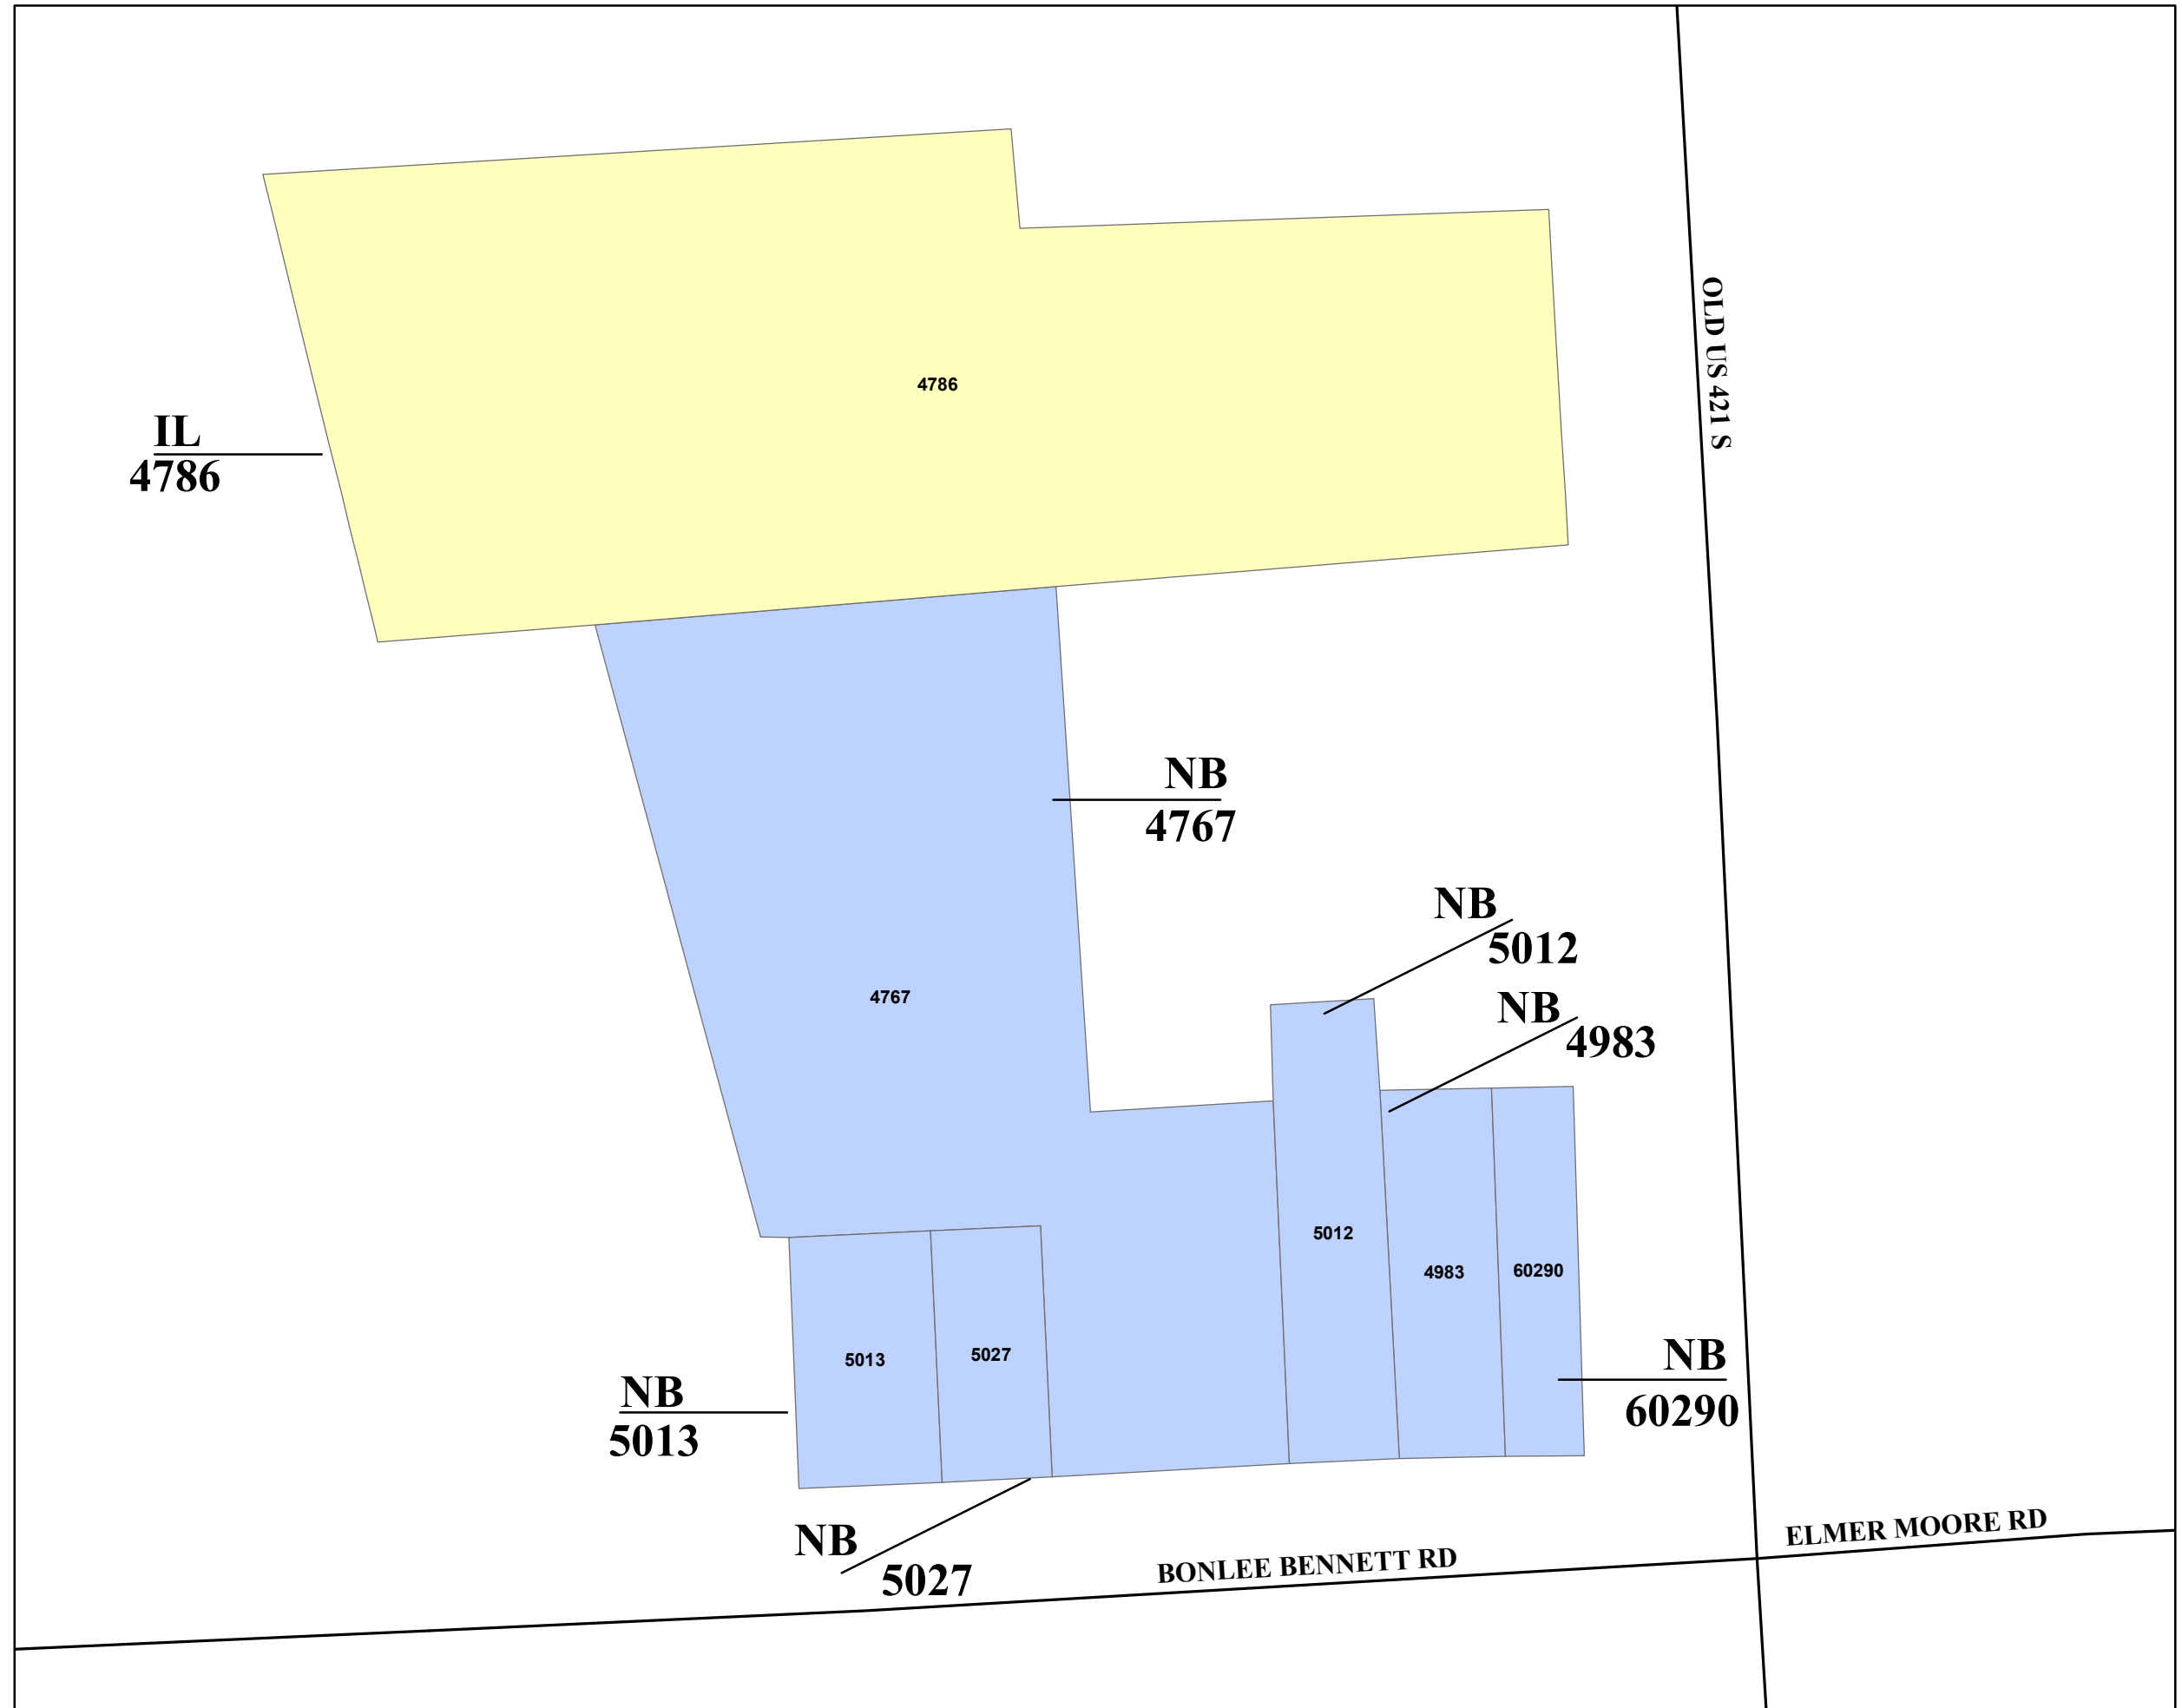 OLD US 421 S
4786
IL
4786
NB
4767
NB
5012
4767
NB
4983
5012
4983
60290
5013
5027
NB
60290
NB
5013
NB
5027
BONLEE BENNETT RD
ELMER MOORE RD